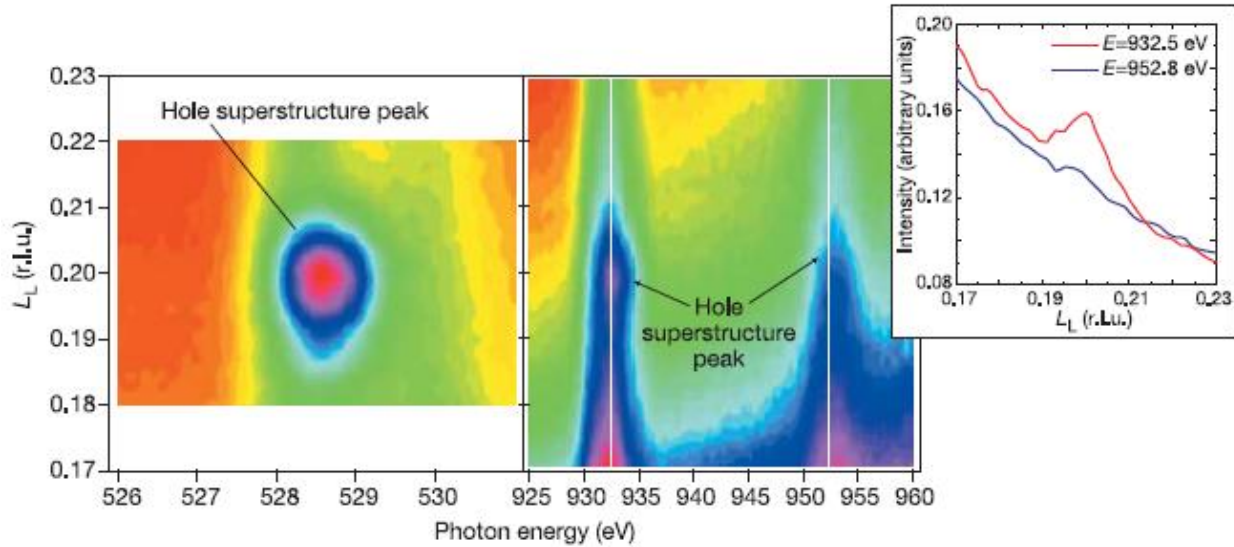 0.23
0.22
0.21
0.20
0.19
0.18
0.17
L_L (r.l.u.)
Hole superstructure peak
Hole
superstructure
peak
526 527 528 529 530 925 930 935 940 945 950 955 960
Photon energy (eV)
0.20
0.16
0.12
0.08
Intensity (arbitrary units)
E=932.5 eV
E=952.8 eV
0.17 0.19 0.21 0.23
L_L (r.l.u.)